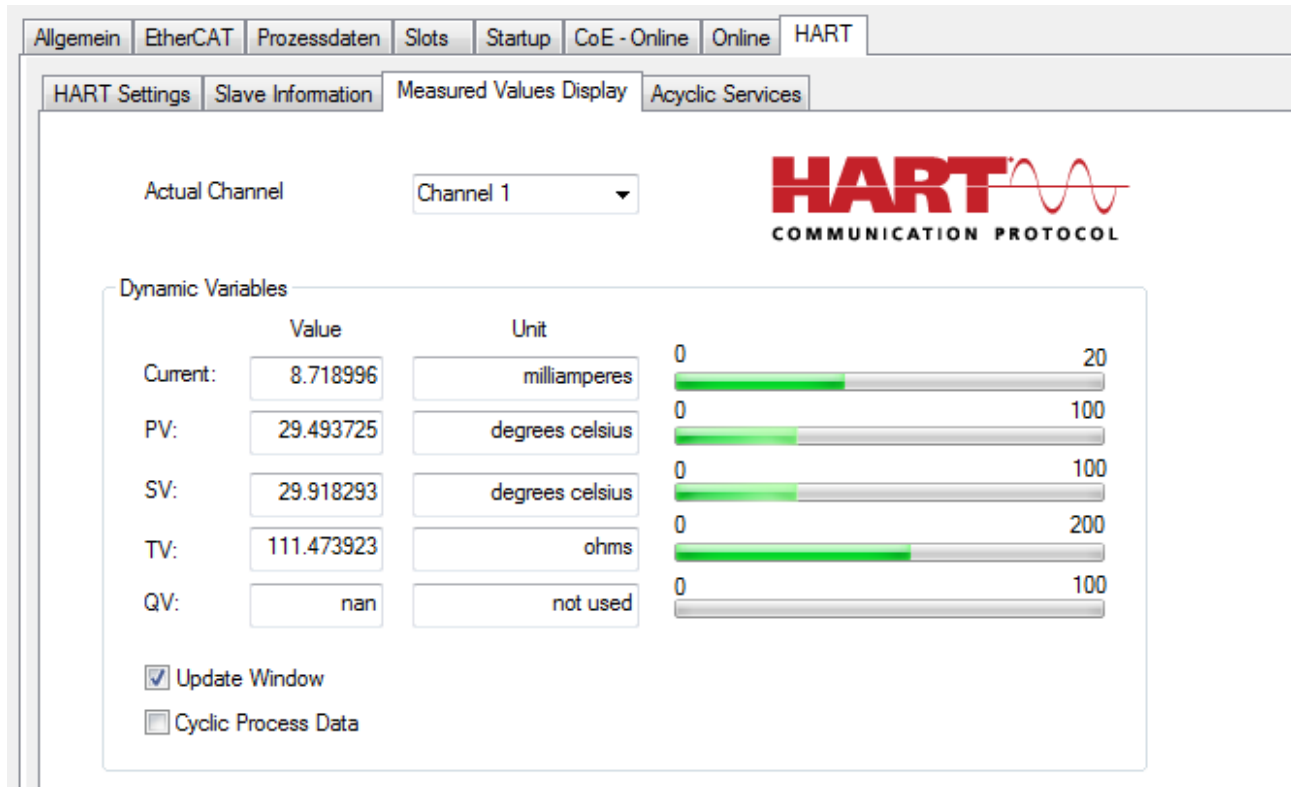 Allgemein EtherCAT Prozessdaten Slots Startup CoE - Online Online HART
HART Settings Slave Information Measured Values Display Acyclic Services
Actual Channel Channel 1
HART
COMMUNICATION PROTOCOL
Dynamic Variables
Value Unit
0 20
Current: 8.718996 milliamperes
0 100
PV: 29.493725 degrees celsius
0 100
SV: 29.918293 degrees celsius
0 200
TV: 111.473923 ohms
0 100
QV: nan not used
Update Window
Cyclic Process Data